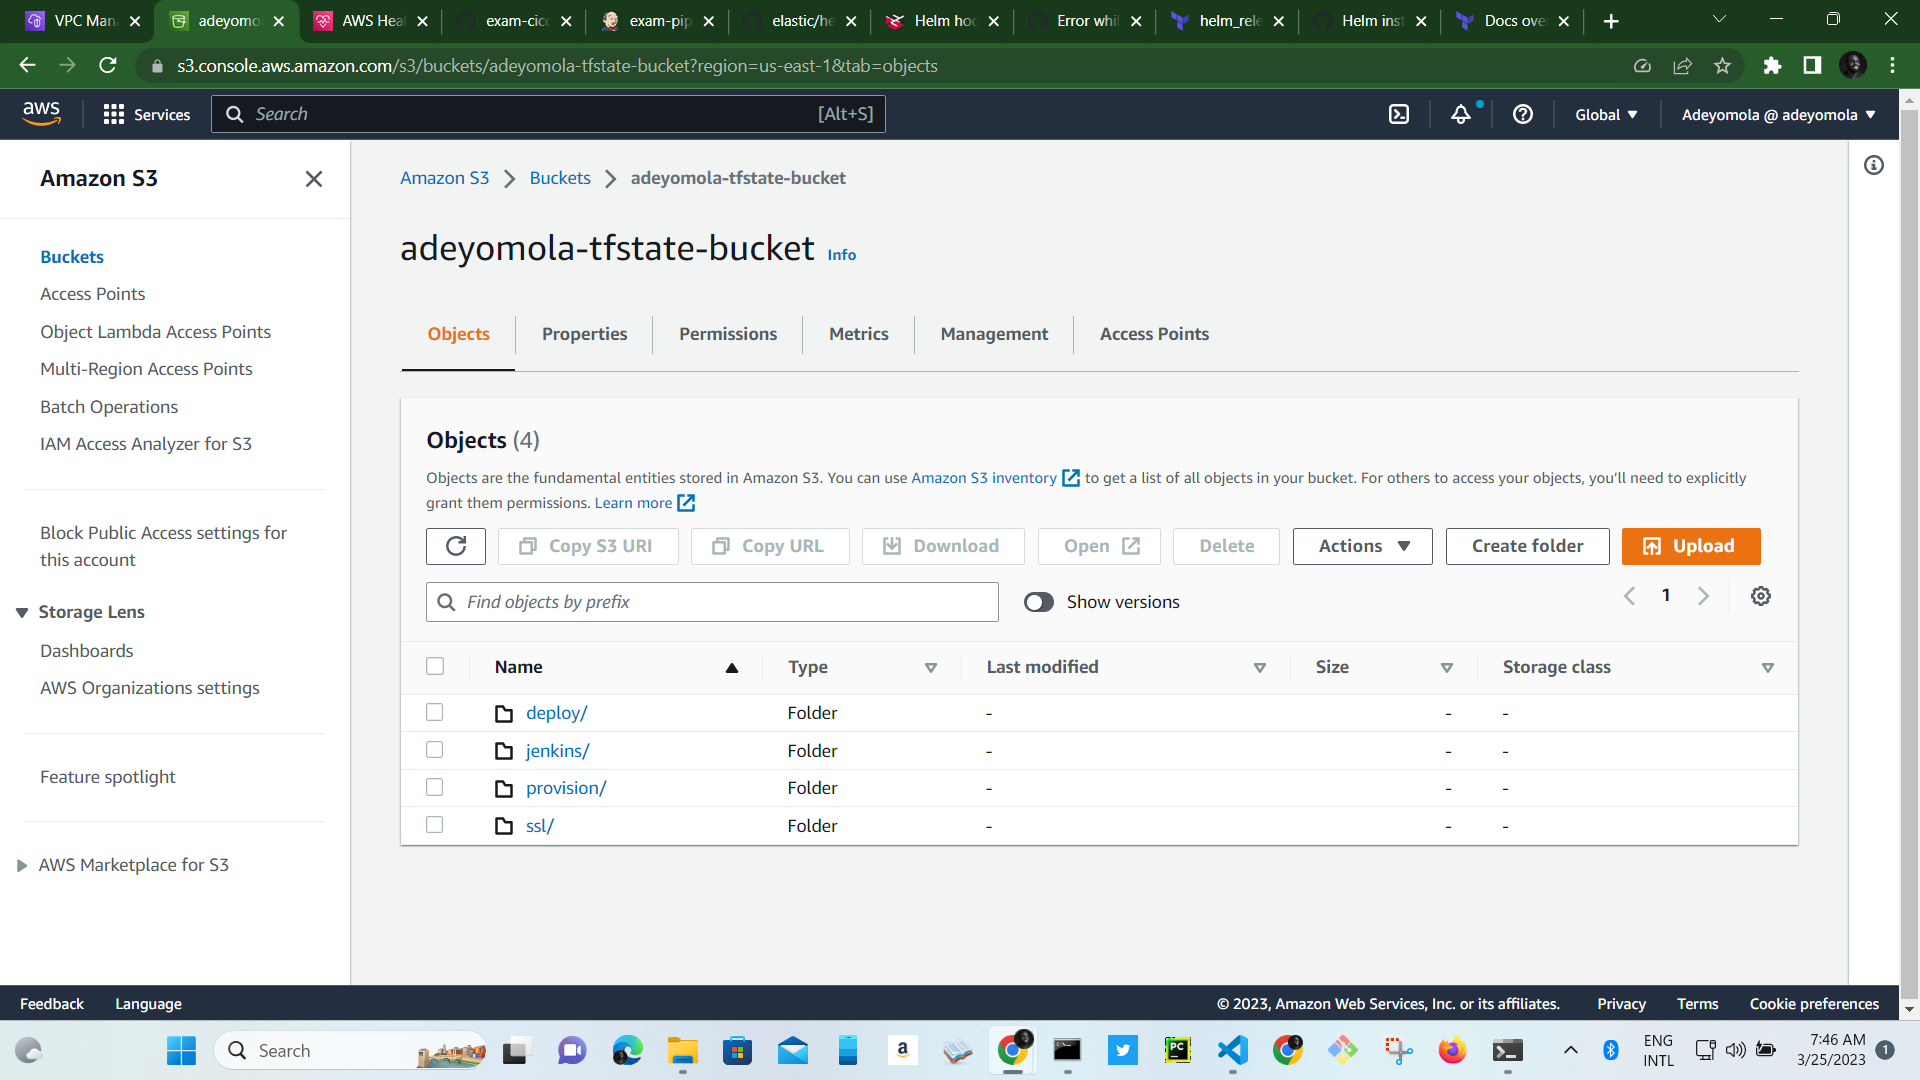 VPC Mana
adeyomol
AWS Heal
exam-cicd
exam-pip
elastic/he
Helm hoo
Error whil
helm_rele
Helm inst
Docs ove
s3.console.aws.amazon.com/s3/buckets/adeyomola-tfstate-bucket?region=us-east-1&tab=objects
aws
Services
Search
[Alt+S]
Global
Adeyomola @ adeyomola
Amazon S3
Buckets
Access Points
Object Lambda Access Points
Multi-Region Access Points
Batch Operations
IAM Access Analyzer for S3
Block Public Access settings for
this account
Storage Lens
Dashboards
AWS Organizations settings
Feature spotlight
AWS Marketplace for S3
Amazon S3 > Buckets > adeyomola-tfstate-bucket
adeyomola-tfstate-bucket Info
Objects
Properties
Permissions
Metrics
Management
Access Points
Objects (4)
Objects are the fundamental entities stored in Amazon S3. You can use Amazon S3 inventory to get a list of all objects in your bucket. For others to access your objects, you’ll need to explicitly
grant them permissions. Learn more
Copy S3 URI
Copy URL
Download
Open
Delete
Actions
Create folder
Upload
Find objects by prefix
Show versions
1
Name Type Last modified Size Storage class
deploy/ Folder - - -
jenkins/ Folder - - -
provision/ Folder - - -
ssl/ Folder - - -
Feedback
Language
© 2023, Amazon Web Services, Inc. or its affiliates.
Privacy
Terms
Cookie preferences
Search
a
PC
ENG
INTL
7:46 AM
3/25/2023
1